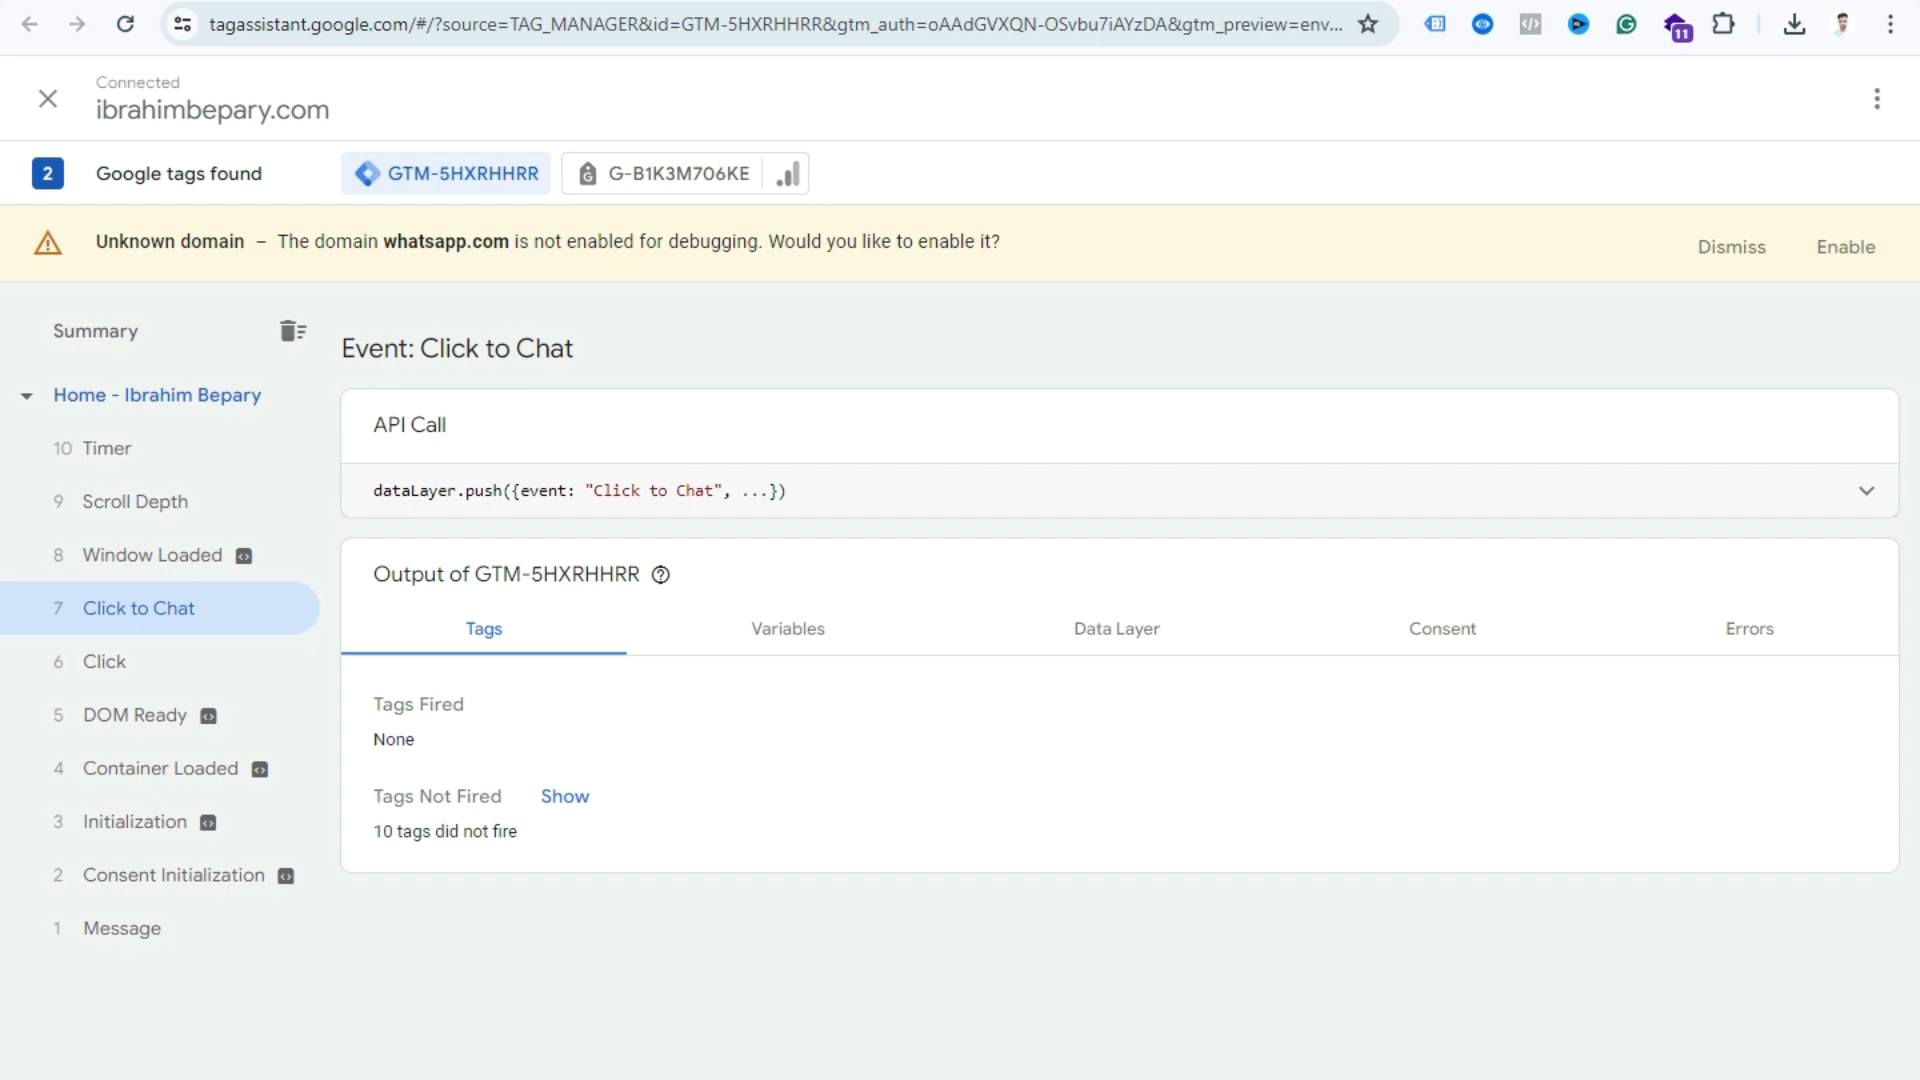 tagassistant.google.com/#/?source=TAG_MANAGER&id=GTM-5HXRHHRR&gtm_auth=oAAdGVXQN-OSvbu7iAYzDA&gtm_preview=env...
11
Connected
ibrahimbepary.com
2 Google tags found GTM-5HXRHHRR G-B1K3M706KE
Unknown domain – The domain whatsapp.com is not enabled for debugging. Would you like to enable it? Dismiss Enable
Summary
Home - Ibrahim Bepary
10 Timer
9 Scroll Depth
8 Window Loaded
7 Click to Chat
6 Click
5 DOM Ready
4 Container Loaded
3 Initialization
2 Consent Initialization
1 Message
Event: Click to Chat
API Call
dataLayer.push({event: "Click to Chat", ...})
Output of GTM-5HXRHHRR
Tags Variables Data Layer Consent Errors
Tags Fired
None
Tags Not Fired Show
10 tags did not fire